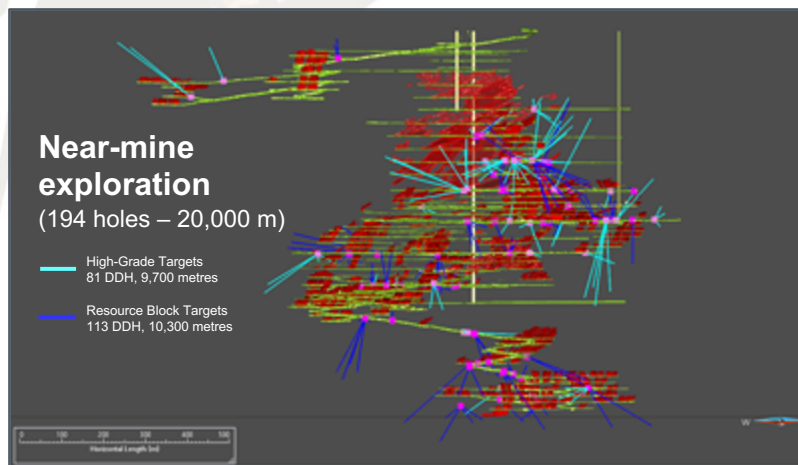 Near-mine
exploration
(194 holes – 20,000 m)
High-Grade Targets
81 DDH, 9,700 metres
Resource Block Targets
113 DDH, 10,300 metres
W
0 100 200 300 400 500
Horizontal Length [m]